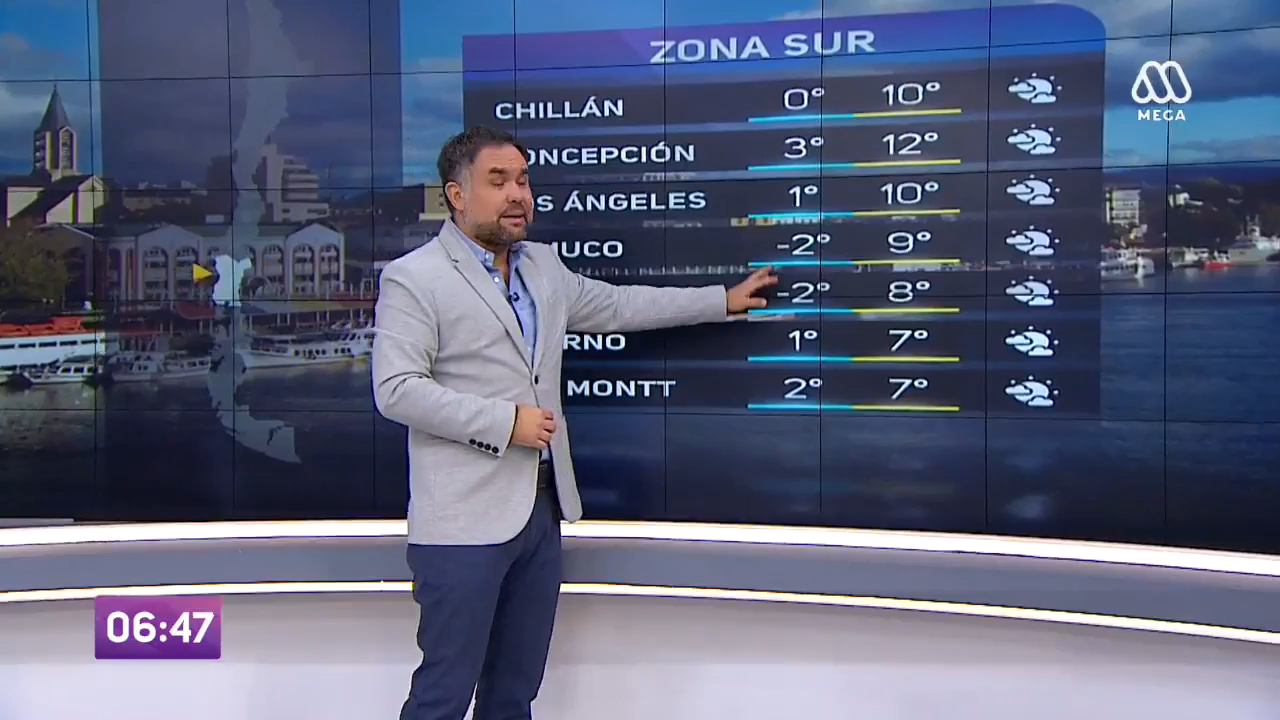 ZONA SUR
MEGA
CHILLÁN 0° 10°
ONCEPCIÓN 3° 12°
OS ÁNGELES 1° 10°
UCO -2° 9°
-2° 8°
RNO 1° 7°
MONTT 2° 7°
06:47